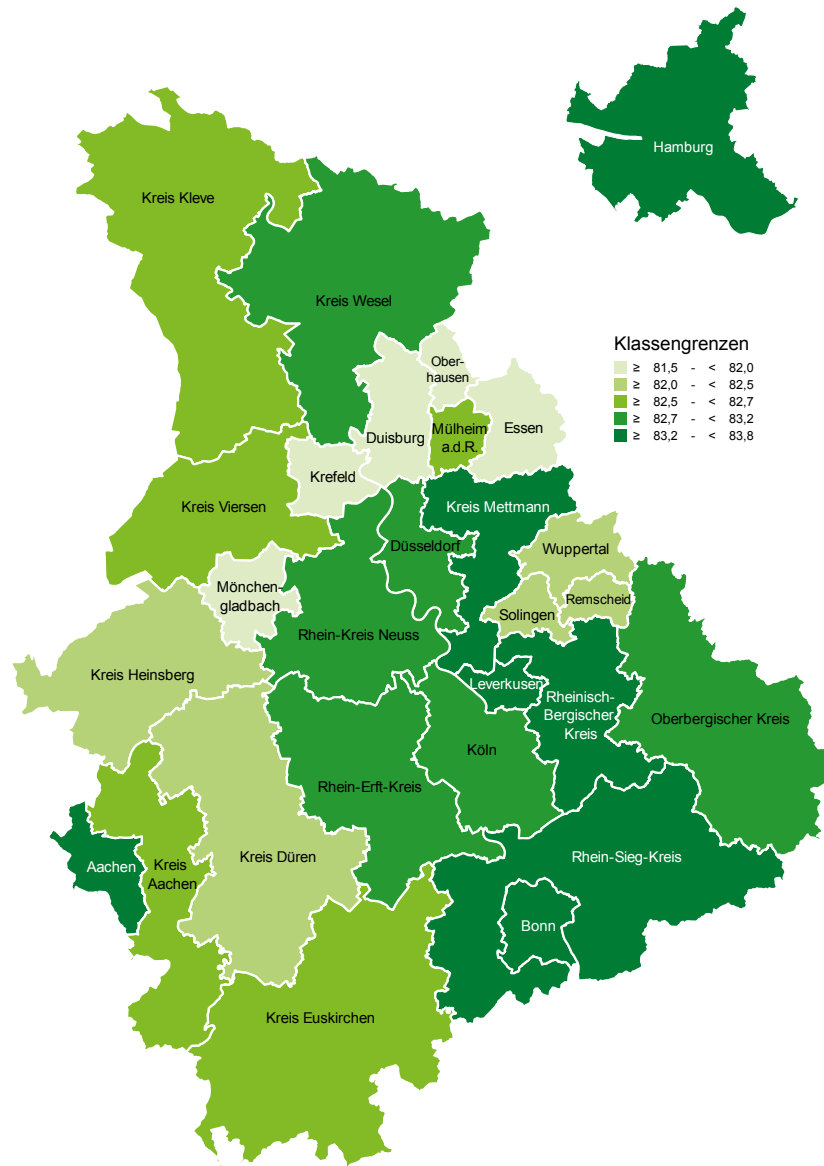 Hamburg
Kreis Kleve
Kreis Wesel
Klassengrenzen
≥ 81,5 - < 82,0
≥ 82,0 - < 82,5
≥ 82,5 - < 82,7
≥ 82,7 - < 83,2
≥ 83,2 - < 83,8
Ober-
hausen
Duisburg
Mülheim
a.d.R.
Essen
Krefeld
Kreis Viersen
Kreis Mettmann
Düsseldorf
Wuppertal
Mönchen-
gladbach
Remscheid
Solingen
Rhein-Kreis Neuss
Kreis Heinsberg
Leverkusen
Rheinisch-
Bergischer
Kreis
Oberbergischer Kreis
Köln
Rhein-Erft-Kreis
Kreis Düren
Rhein-Sieg-Kreis
Aachen
Kreis
Aachen
Bonn
Kreis Euskirchen